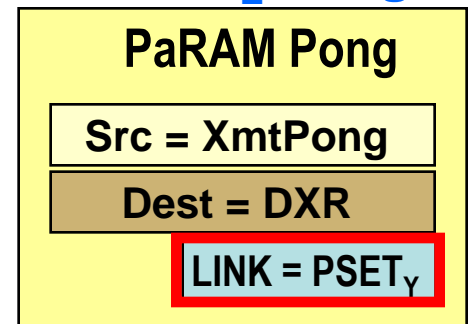 PaRAM Pong
Src = XmtPong
Dest = DXR
LINK = PSETY